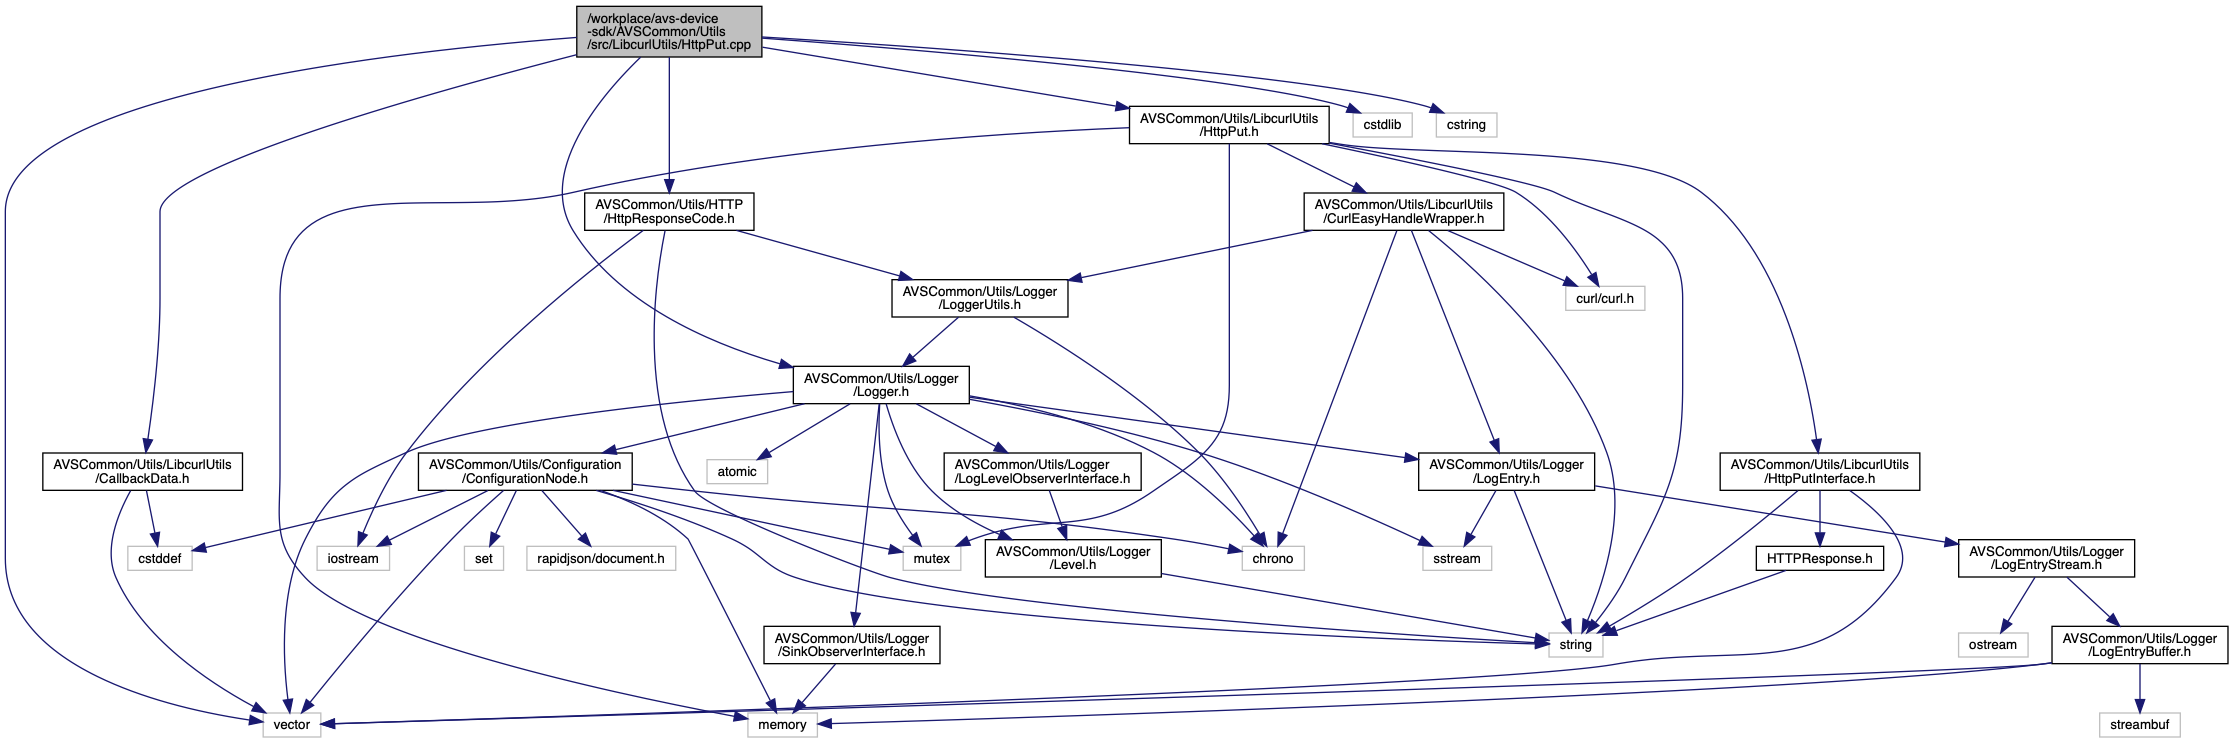 /workplace/avs-device
-sdk/AVSCommon/Utils
/src/LibcurlUtils/HttpPut.cpp
AVSCommon/Utils/LibcurlUtils
/HttpPut.h
cstdlib
cstring
AVSCommon/Utils/HTTP
/HttpResponseCode.h
AVSCommon/Utils/LibcurlUtils
/CurlEasyHandleWrapper.h
AVSCommon/Utils/Logger
/LoggerUtils.h
curl/curl.h
AVSCommon/Utils/Logger
/Logger.h
AVSCommon/Utils/LibcurlUtils
/CallbackData.h
AVSCommon/Utils/Configuration
/ConfigurationNode.h
atomic
AVSCommon/Utils/Logger
/LogLevelObserverInterface.h
AVSCommon/Utils/Logger
/LogEntry.h
AVSCommon/Utils/LibcurlUtils
/HttpPutInterface.h
cstddef
iostream
set
rapidjson/document.h
mutex
AVSCommon/Utils/Logger
/Level.h
chrono
sstream
HTTPResponse.h
AVSCommon/Utils/Logger
/LogEntryStream.h
AVSCommon/Utils/Logger
/SinkObserverInterface.h
string
ostream
AVSCommon/Utils/Logger
/LogEntryBuffer.h
vector
memory
streambuf